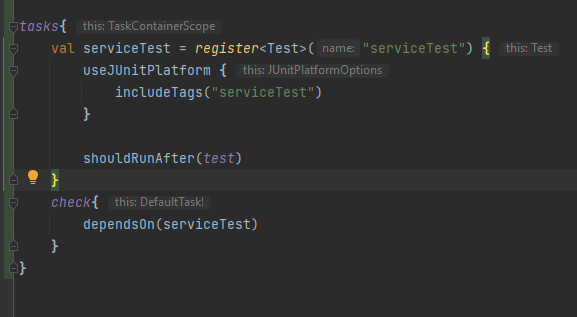 tasks{ this: TaskContainerScope
    val serviceTest = register<Test>( name: "serviceTest") { this: Test
        useJUnitPlatform { this: JUnitPlatformOptions
            includeTags("serviceTest")
        }
        shouldRunAfter(test)
    }
    check{ this: DefaultTask!
        dependsOn(serviceTest)
    }
}